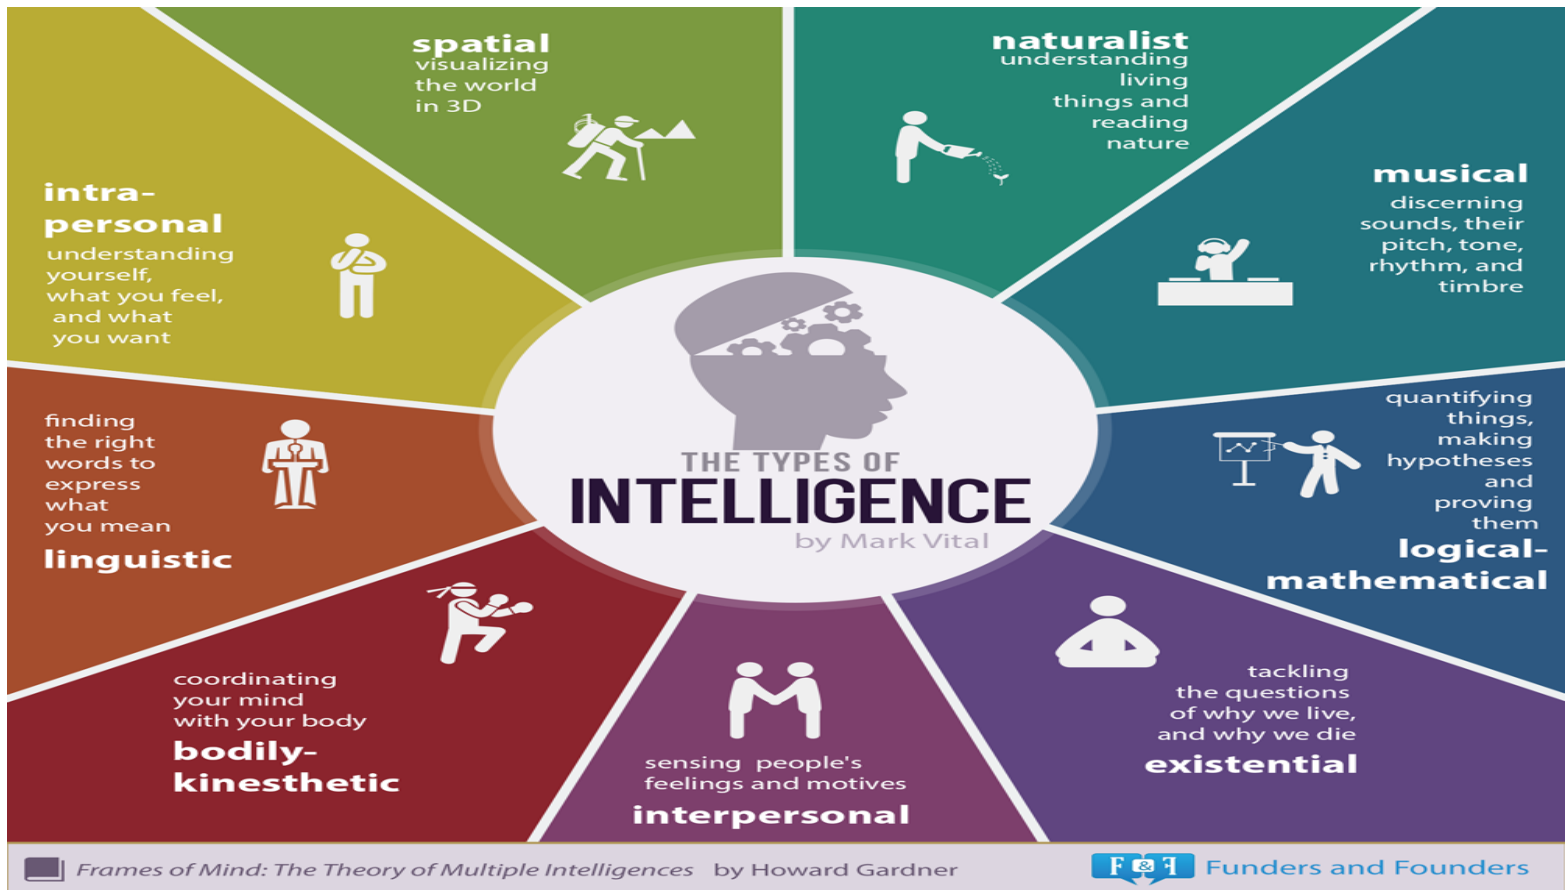 spatial
visualizing
the world
in 3D
naturalist
understanding
living
things and
reading
nature
musical
discerning
sounds, their
pitch, tone,
rhythm, and
timbre
intra-
personal
understanding
yourself,
what you feel,
and what
you want
finding
the right
words to
express
what
you mean
linguistic
THE TYPES OF
INTELLIGENCE
by Mark Vital
quantifying
things,
making
hypotheses
and
proving
them
logical-
mathematical
coordinating
your mind
with your body
bodily-
kinesthetic
sensing people's
feelings and motives
interpersonal
tackling
the questions
of why we live,
and why we die
existential
Frames of Mind: The Theory of Multiple Intelligences by Howard Gardner
F&F Funders and Founders